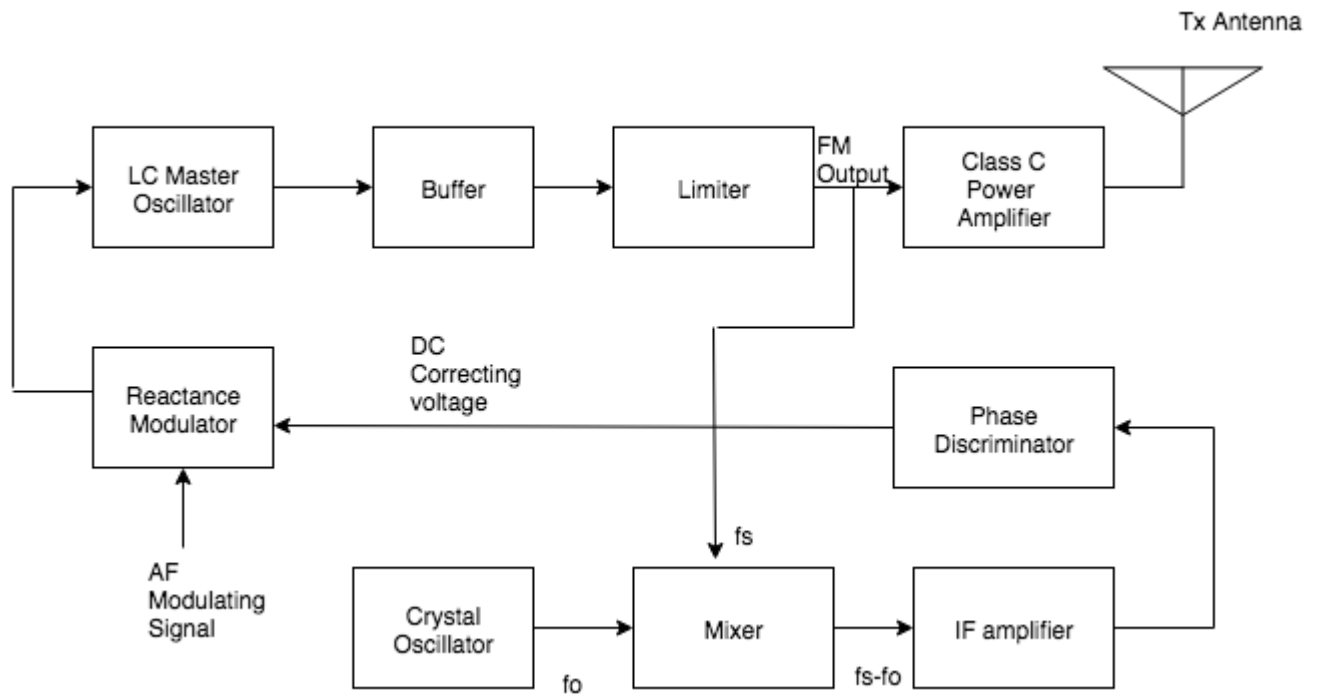 Tx Antenna
LC Master
Oscillator
Buffer
Limiter
FM
Output
Class C
Power
Amplifier
Reactance
Modulator
DC
Correcting
voltage
Phase
Discriminator
AF
Modulating
Signal
fs
Crystal
Oscillator
fo
Mixer
fs-fo
IF amplifier